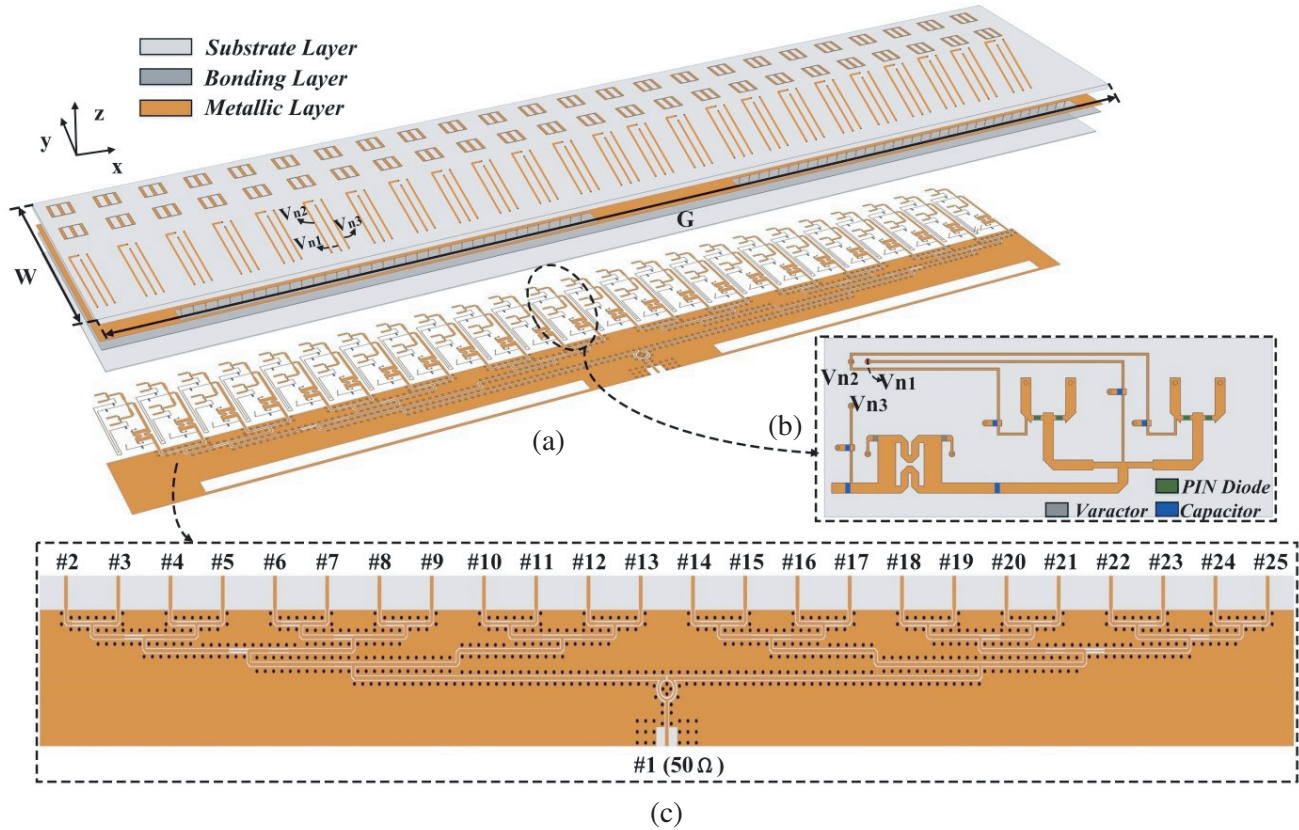 Substrate Layer
Bonding Layer
Metallic Layer
z
y
x
Vn2
Vn3
Vn1
G
W
(a)
(b)
Vn2
Vn1
Vn3
PIN Diode
Varactor
Capacitor
#2 #3 #4 #5 #6 #7 #8 #9 #10 #11 #12 #13 #14 #15 #16 #17 #18 #19 #20 #21 #22 #23 #24 #25
#1 (50 Ω)
(c)